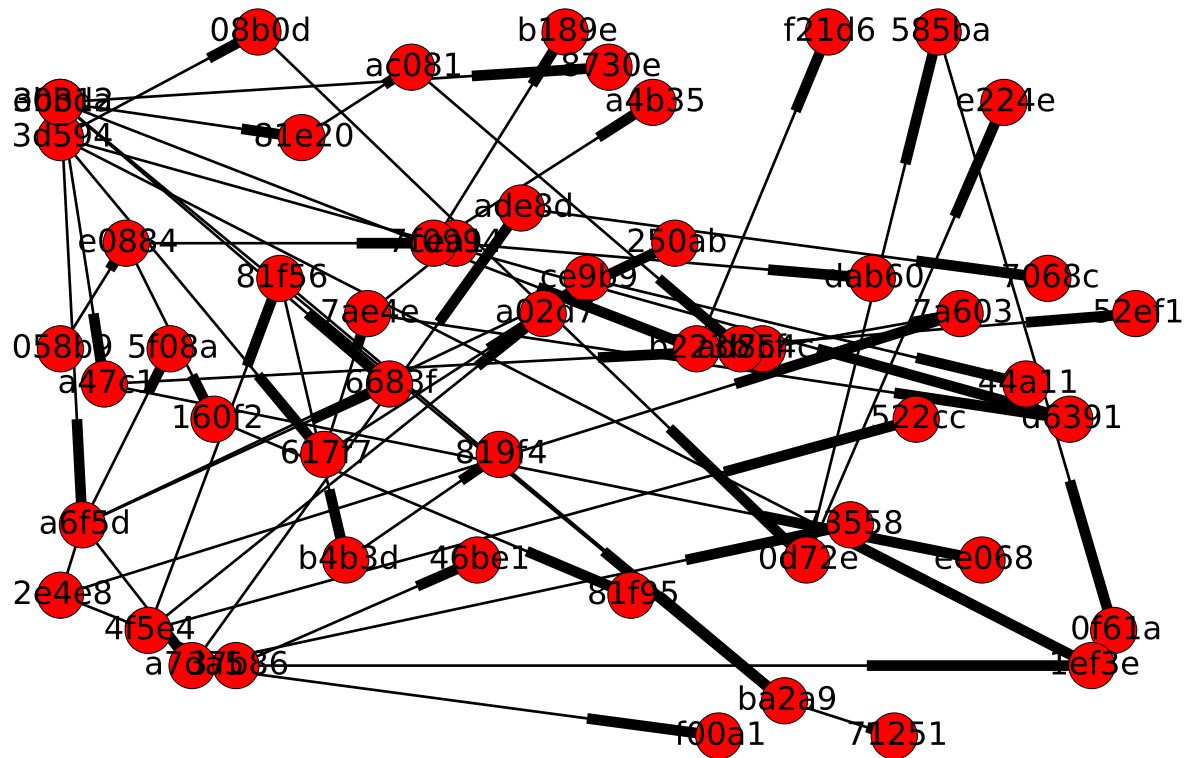 08b0d
b189e
f21d6
585ba
ac081
8730e
a4b35
e224e
3d594
81e20
ade8d
e0884
250ab
81f56
ce9b9
dab60
7068c
7ae4e
a02d7
7a603
52ef1
058b9
5f08a
a47c1
6683f
44a11
160f2
522cc
d6391
617f7
819f4
a6f5d
73558
b4b3d
46be1
0d72e
ee068
2e4e8
81f95
4f5e4
0f61a
1ef3e
ba2a9
f00a1
71251